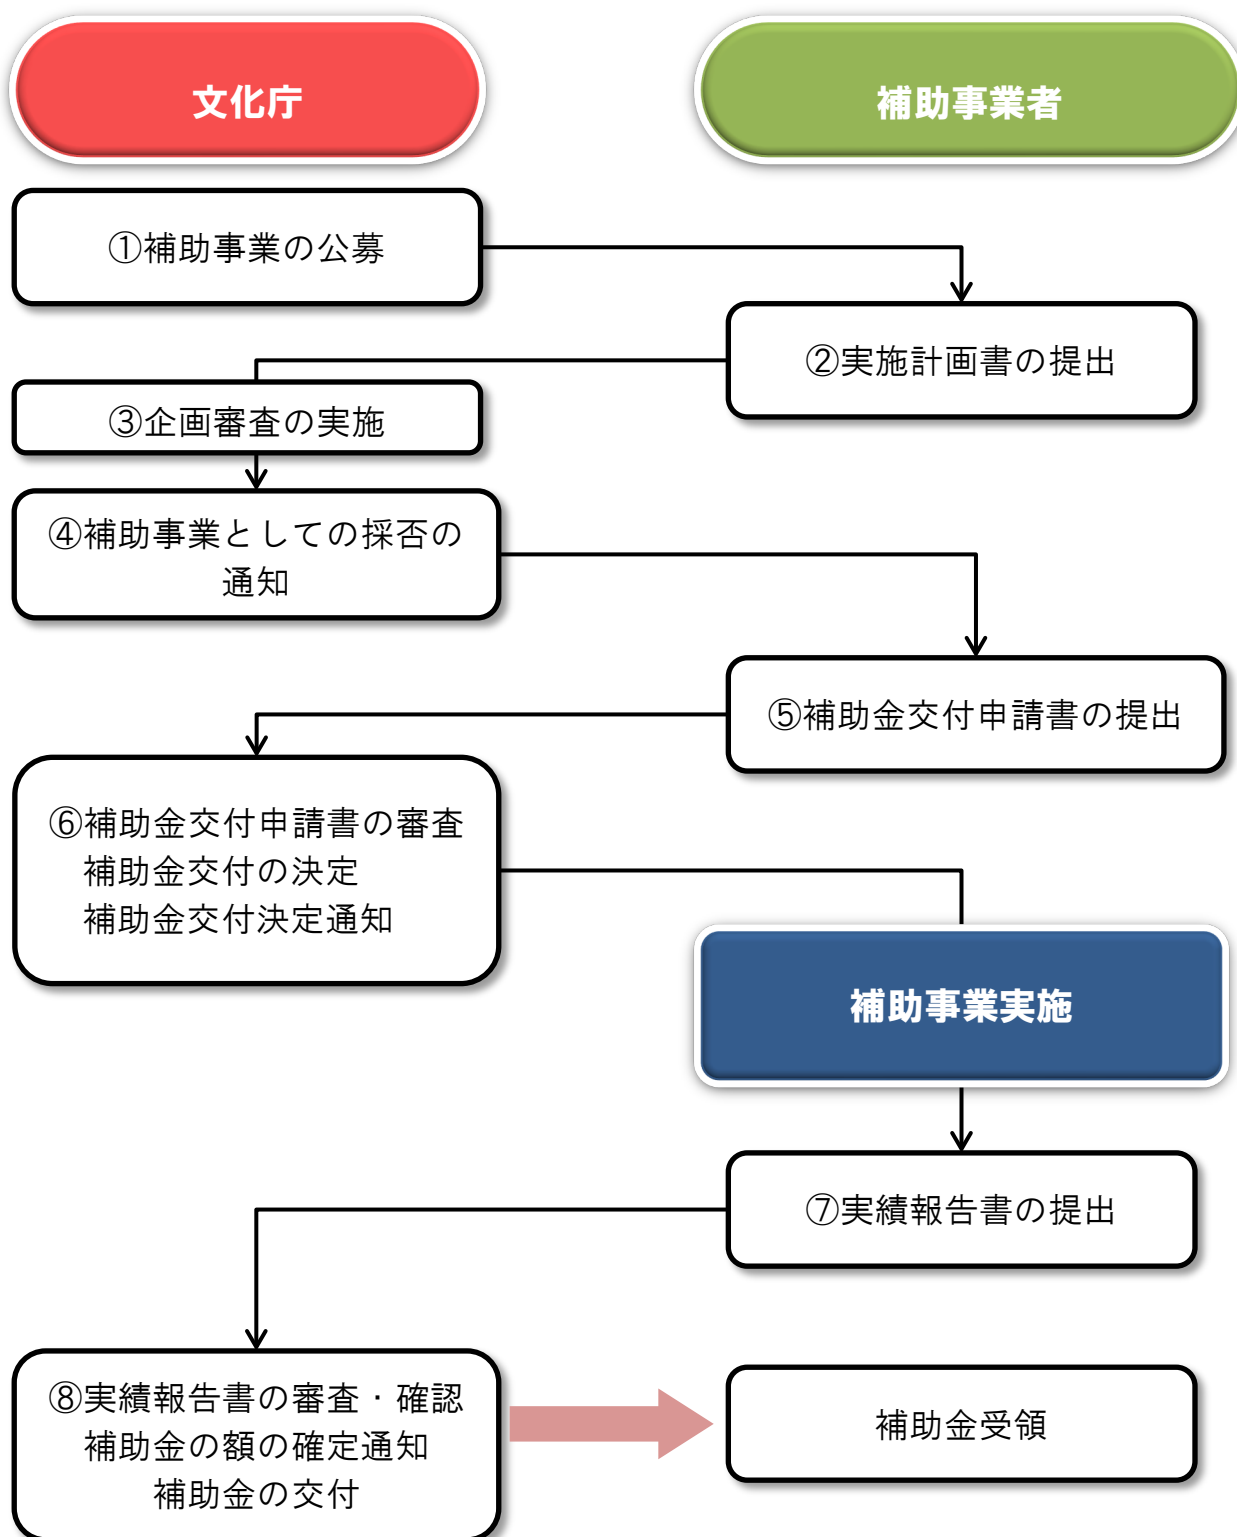 文化庁
補助事業者
①補助事業の公募
②実施計画書の提出
③企画審査の実施
④補助事業としての採否の
通知
⑤補助金交付申請書の提出
⑥補助金交付申請書の審査
補助金交付の決定
補助金交付決定通知
補助事業実施
⑦実績報告書の提出
⑧実績報告書の審査・確認
補助金の額の確定通知
補助金の交付
補助金受領